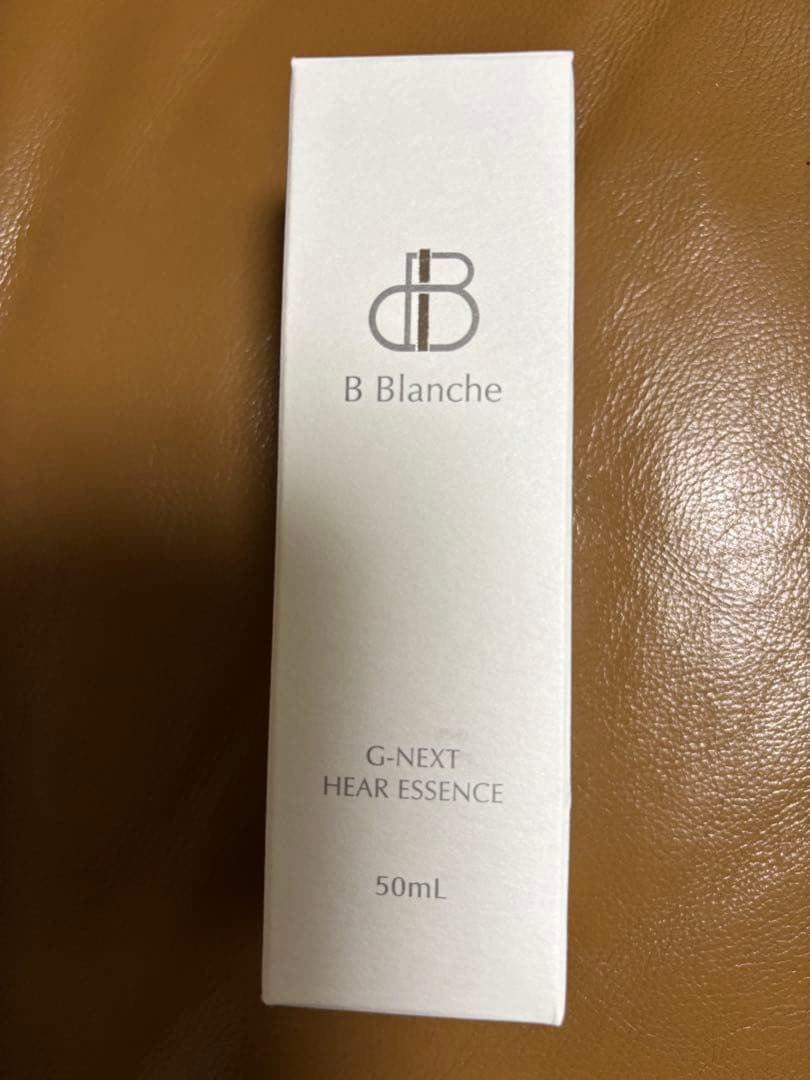 B Blanche
G-NEXT
HEAR ESSENCE
50mL